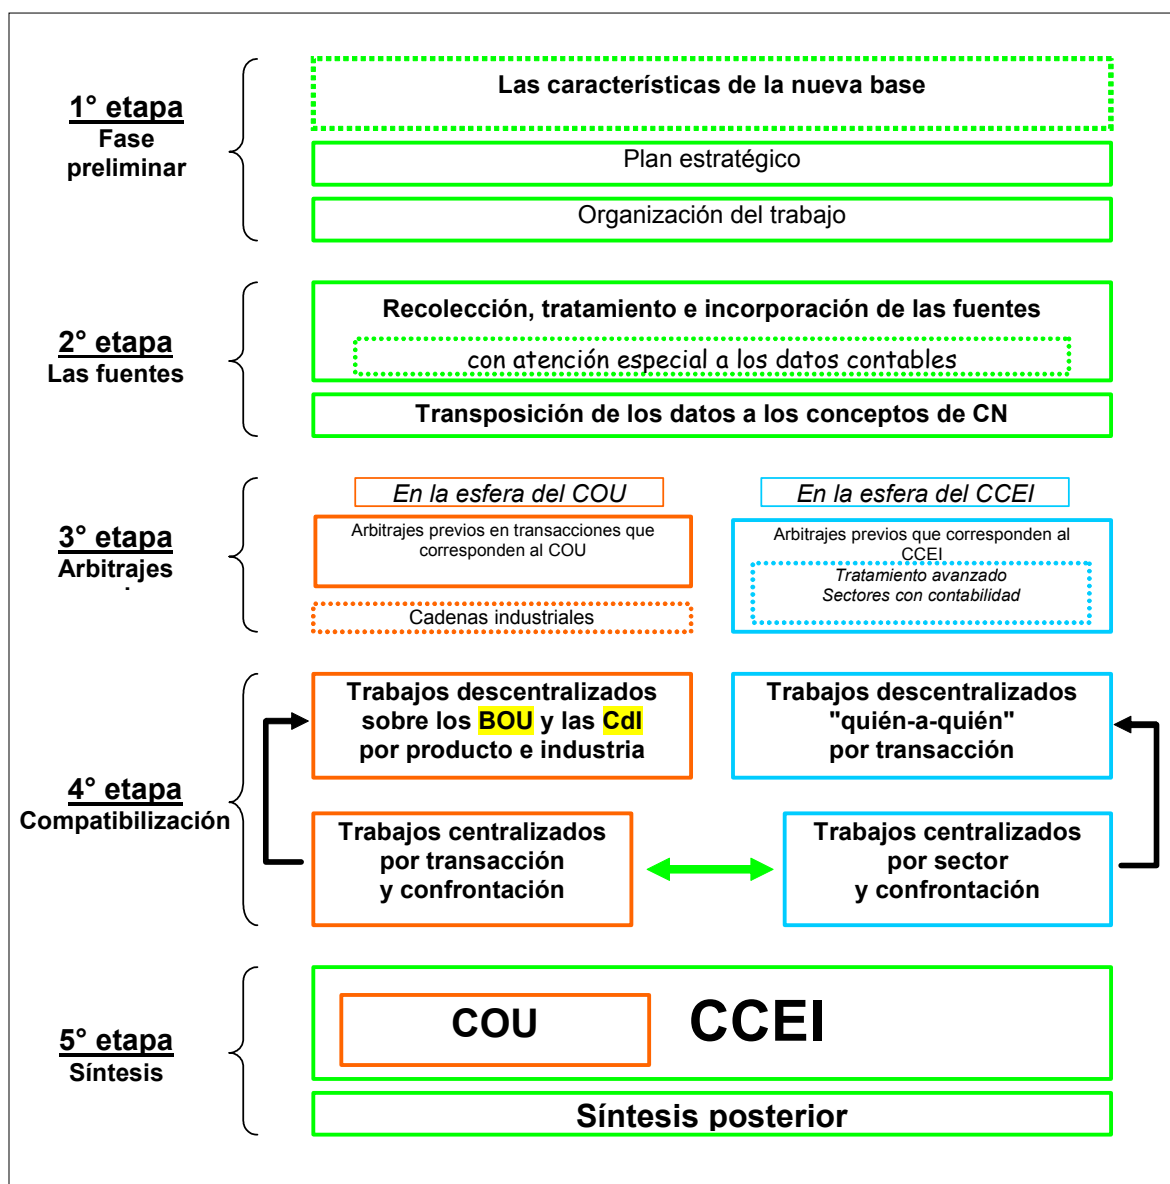 1° etapa
Fase
preliminar
Las características de la nueva base
Plan estratégico
Organización del trabajo
2° etapa
Las fuentes
Recolección, tratamiento e incorporación de las fuentes
con atención especial a los datos contables
Transposición de los datos a los conceptos de CN
3° etapa
Arbitrajes
En la esfera del COU
Arbitrajes previos en transacciones que
corresponden al COU
Cadenas industriales
En la esfera del CCEI
Arbitrajes previos que corresponden al
CCEI
Tratamiento avanzado
Sectores con contabilidad
4° etapa
Compatibilización
Trabajos descentralizados
sobre los BOU y las CdI
por producto e industria
Trabajos descentralizados
"quién-a-quién"
por transacción
Trabajos centralizados
por transacción
y confrontación
Trabajos centralizados
por sector
y confrontación
5° etapa
Síntesis
COU
CCEI
Síntesis posterior